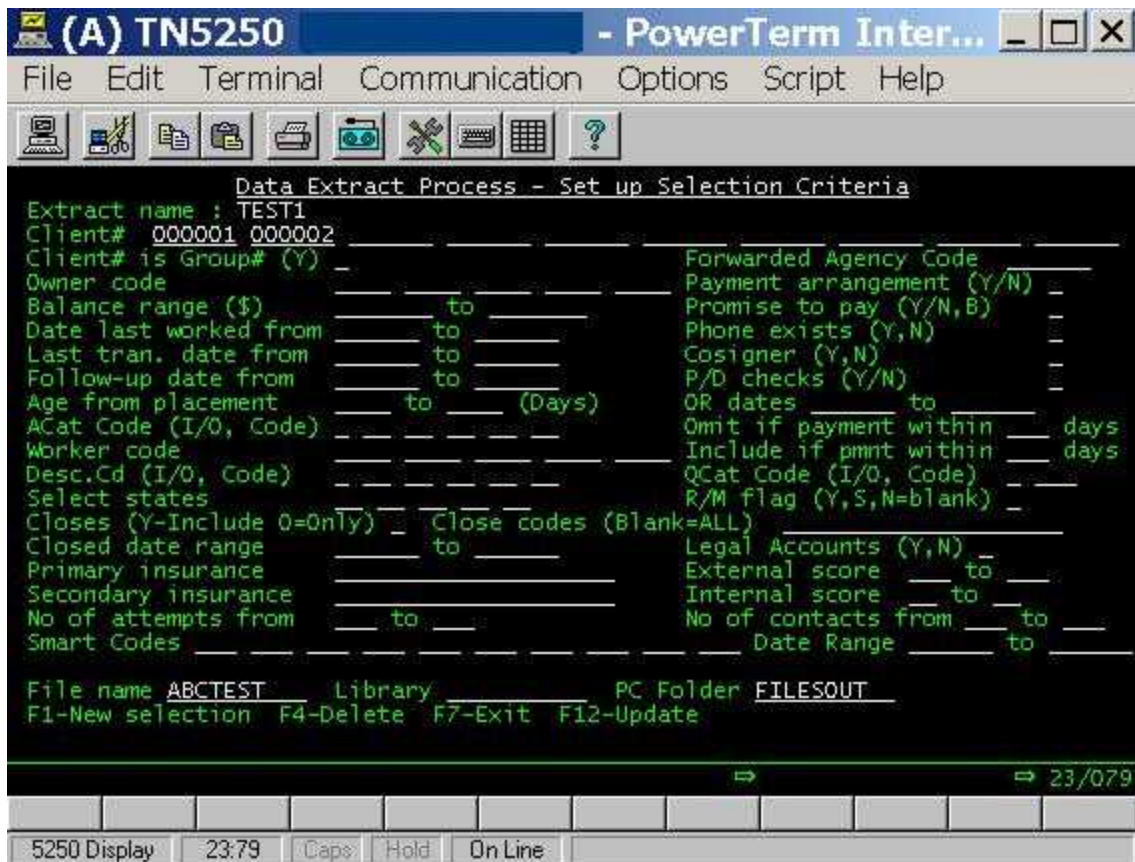 (A) TN5250 - PowerTerm Inter...
File Edit Terminal Communication Options Script Help
Data Extract Process - Set up Selection Criteria
Extract name : TEST1
Client# 000001 000002
Client# is Group# (Y) Forwarded Agency Code
Owner code Payment arrangement (Y/N)
Balance range ($) to Promise to pay (Y/N,B)
Date last worked from to Phone exists (Y,N)
Last tran. date from to Cosigner (Y,N)
Follow-up date from to P/D checks (Y/N)
Age from placement to (Days) OR dates to
ACat Code (I/O, Code) Omit if payment within days
Worker code Include if pmnt within days
Desc.Cd (I/O, Code) QCat Code (I/O, Code)
Select states R/M flag (Y,S,N=blank)
Closes (Y-Include O=Only) Close codes (Blank=ALL)
Closed date range to Legal Accounts (Y,N)
Primary insurance External score to
Secondary insurance Internal score to
No of attempts from to No of contacts from to
Smart Codes Date Range to
File name ABCTEST Library PC Folder FILESOUT
F1-New selection F4-Delete F7-Exit F12-Update
23/079
5250 Display 23:79 Caps Hold On Line